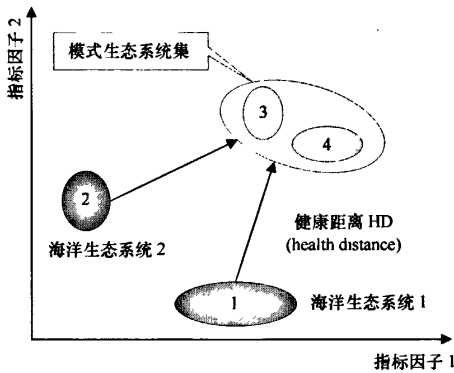 指标因子 2
模式生态系统集
3
4
2
海洋生态系统 2
健康距离 HD
(health distance)
1
海洋生态系统 1
指标因子 1